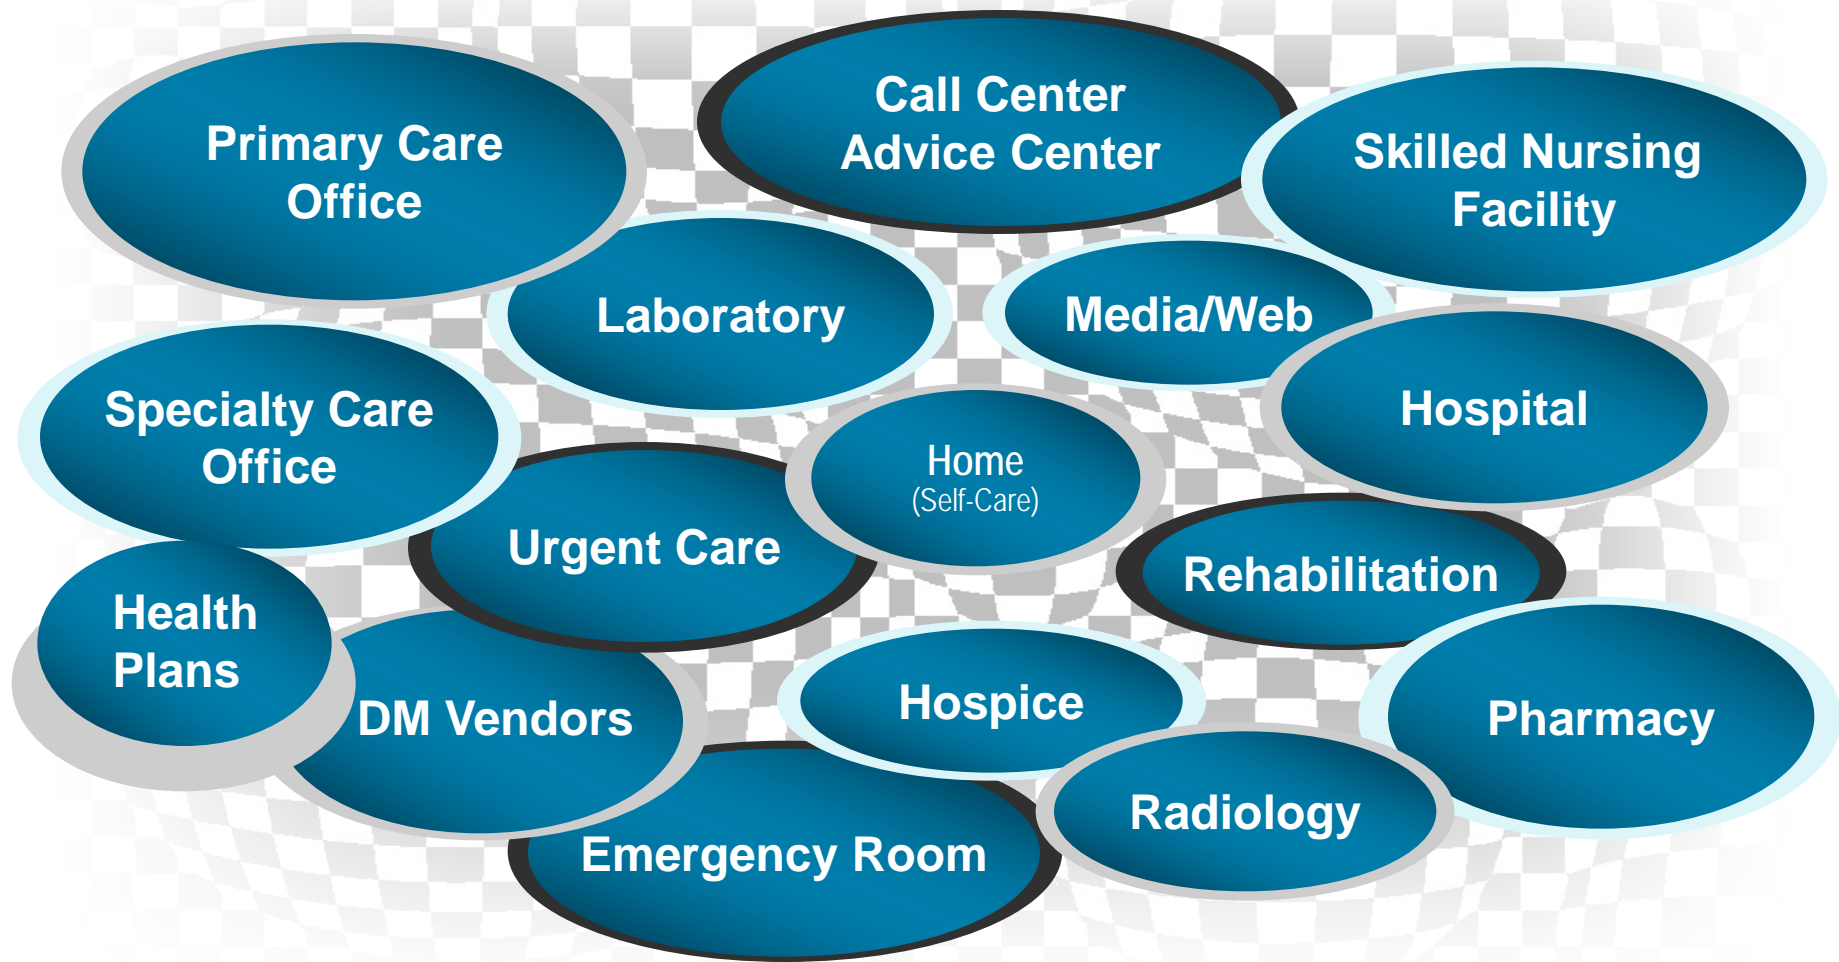 Primary Care
Office
Call Center
Advice Center
Skilled Nursing
Facility
Laboratory
Media/Web
Specialty Care
Office
Hospital
Home
(Self-Care)
Urgent Care
Rehabilitation
Health
Plans
DM Vendors
Hospice
Pharmacy
Radiology
Emergency Room